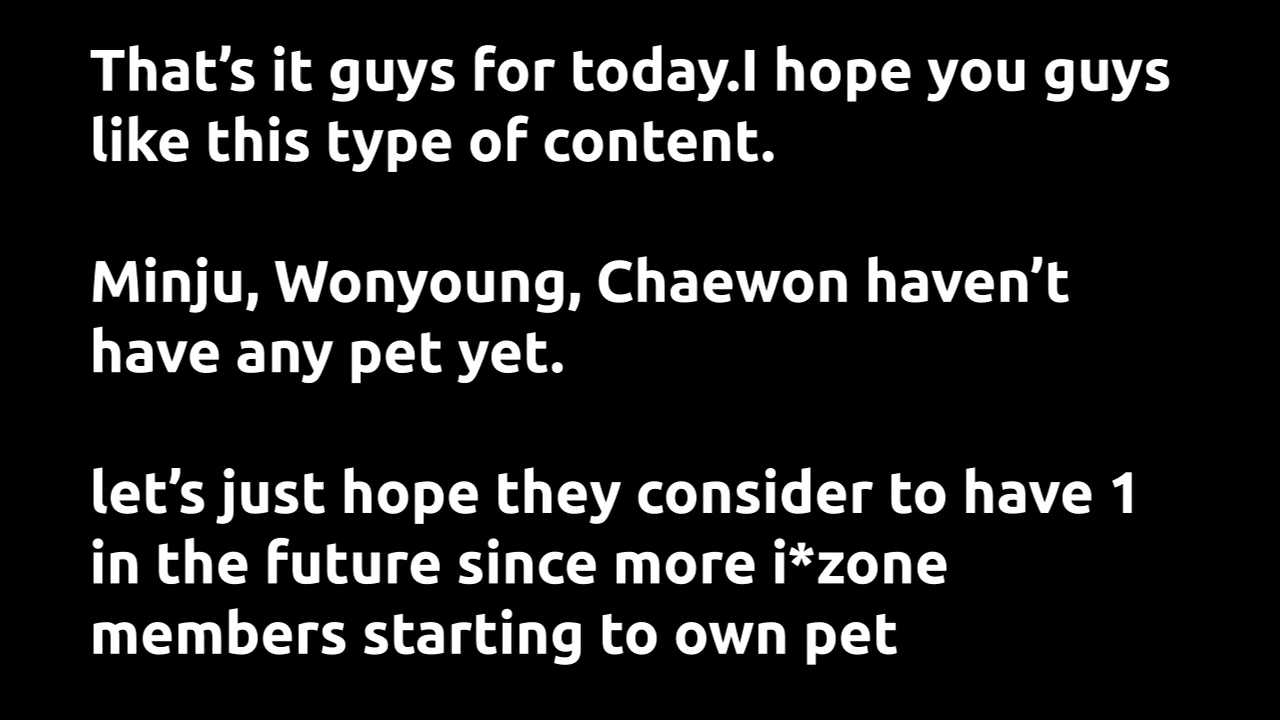 That’s it guys for today.I hope you guys
like this type of content.
Minju, Wonyoung, Chaewon haven’t
have any pet yet.
let’s just hope they consider to have 1
in the future since more i*zone
members starting to own pet